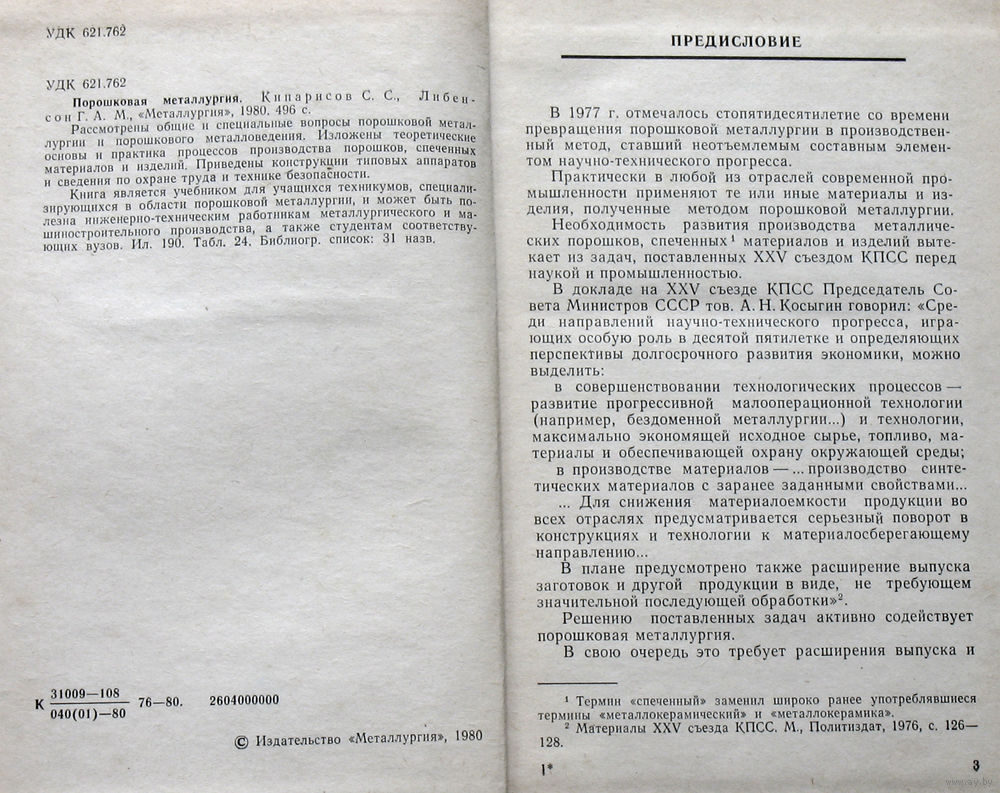 УДК 621.762
УДК 621.762
Порошковая металлургия. Кипарисов С. С., Либен-
сон Г. А. М., «Металлургия», 1980. 496 с.
Рассмотрены общие и специальные вопросы порошковой метал-
лургии и порошкового металловедения. Изложены теоретические
основы и практика процессов производства порошков, спеченных
материалов и изделий. Приведены конструкции типовых аппаратов
и сведения по охране труда и технике безопасности.
Книга является учебником для учащихся техникумов, специали-
зирующихся в области порошковой металлургии, и может быть по-
лезна инженерно-техническим работникам металлургического и ма-
шиностроительного производства, а также студентам соответству-
ющих вузов. Ил. 190. Табл. 24. Библиогр. список: 31 назв.
К 31009—108
040(01)—80 76—80. 2604000000
© Издательство «Металлургия», 1980
ПРЕДИСЛОВИЕ
В 1977 г. отмечалось стопятидесятилетие со времени
превращения порошковой металлургии в производствен-
ный метод, ставший неотъемлемым составным элемен-
том научно-технического прогресса.
Практически в любой из отраслей современной про-
мышленности применяют те или иные материалы и из-
делия, полученные методом порошковой металлургии.
Необходимость развития производства металличе-
ских порошков, спеченных¹ материалов и изделий выте-
кает из задач, поставленных XXV съездом КПСС перед
наукой и промышленностью.
В докладе на XXV съезде КПСС Председатель Со-
вета Министров СССР тов. А. Н. Косыгин говорил: «Сре-
ди направлений научно-технического прогресса, игра-
ющих особую роль в десятой пятилетке и определяющих
перспективы долгосрочного развития экономики, можно
выделить:
в совершенствовании технологических процессов —
развитие прогрессивной малооперационной технологии
(например, бездоменной металлургии...) и технологии,
максимально экономящей исходное сырье, топливо, ма-
териалы и обеспечивающей охрану окружающей среды;
в производстве материалов — ... производство синте-
тических материалов с заранее заданными свойствами...
... Для снижения материалоемкости продукции во
всех отраслях предусматривается серьезный поворот в
конструкциях и технологии к материалосберегающему
направлению...
В плане предусмотрено также расширение выпуска
заготовок и другой продукции в виде, не требующем
значительной последующей обработки»².
Решению поставленных задач активно содействует
порошковая металлургия.
В свою очередь это требует расширения выпуска и
¹ Термин «спеченный» заменил широко ранее употреблявшиеся
термины «металлокерамический» и «металлокерамика».
² Материалы XXV съезда КПСС. М., Политиздат, 1976, с. 126—
128.
1*
3
www.ay.by